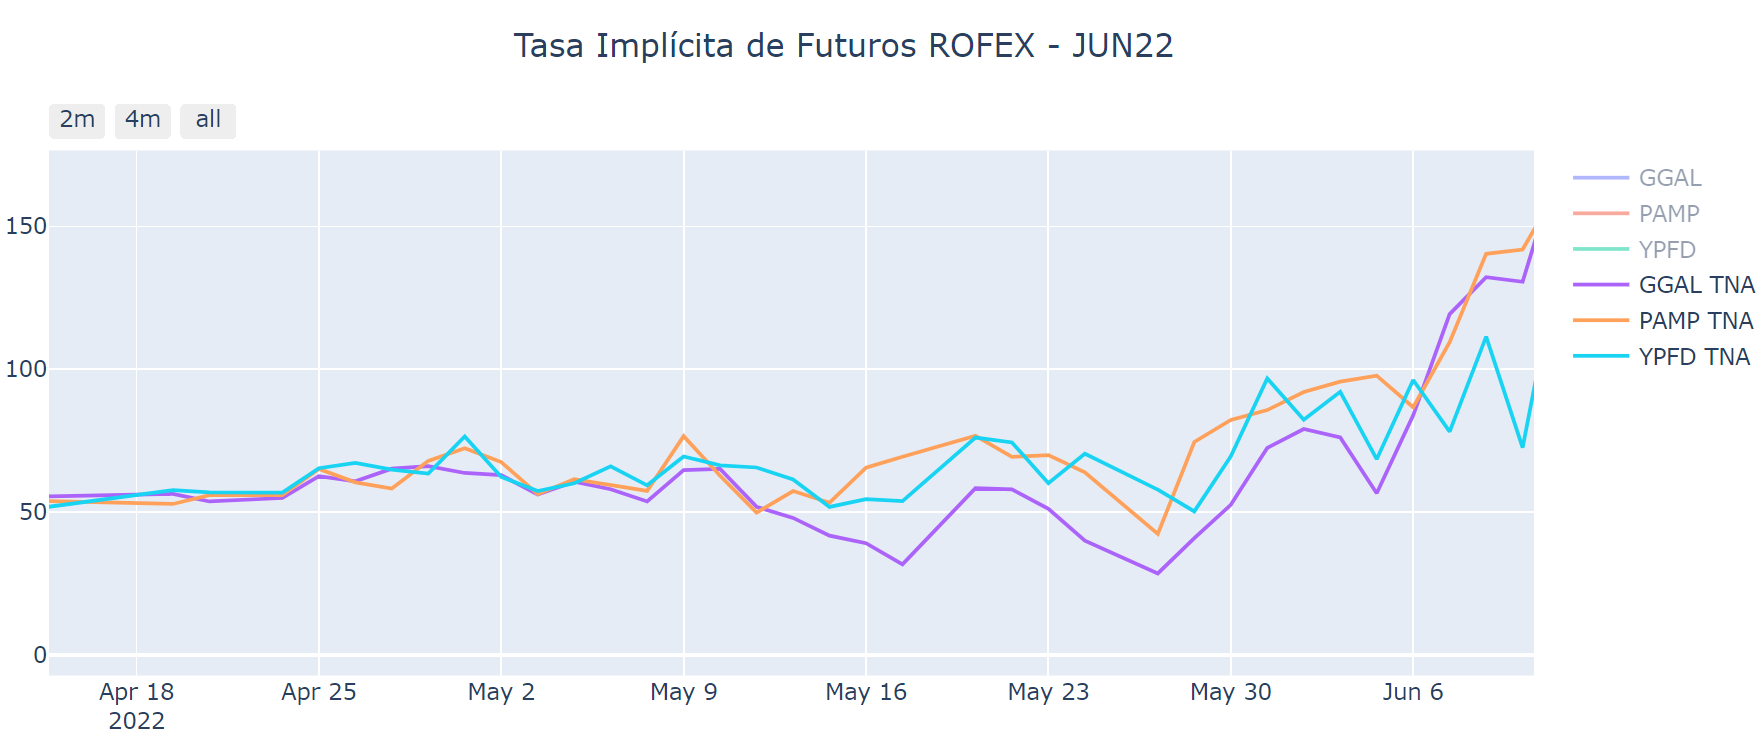 Tasa Implícita de Futuros ROFEX - JUN22
2m 4m all
150
100
50
0
Apr 18 Apr 25 May 2 May 9 May 16 May 23 May 30 Jun 6
2022
GGAL
PAMP
YPFD
GGAL TNA
PAMP TNA
YPFD TNA